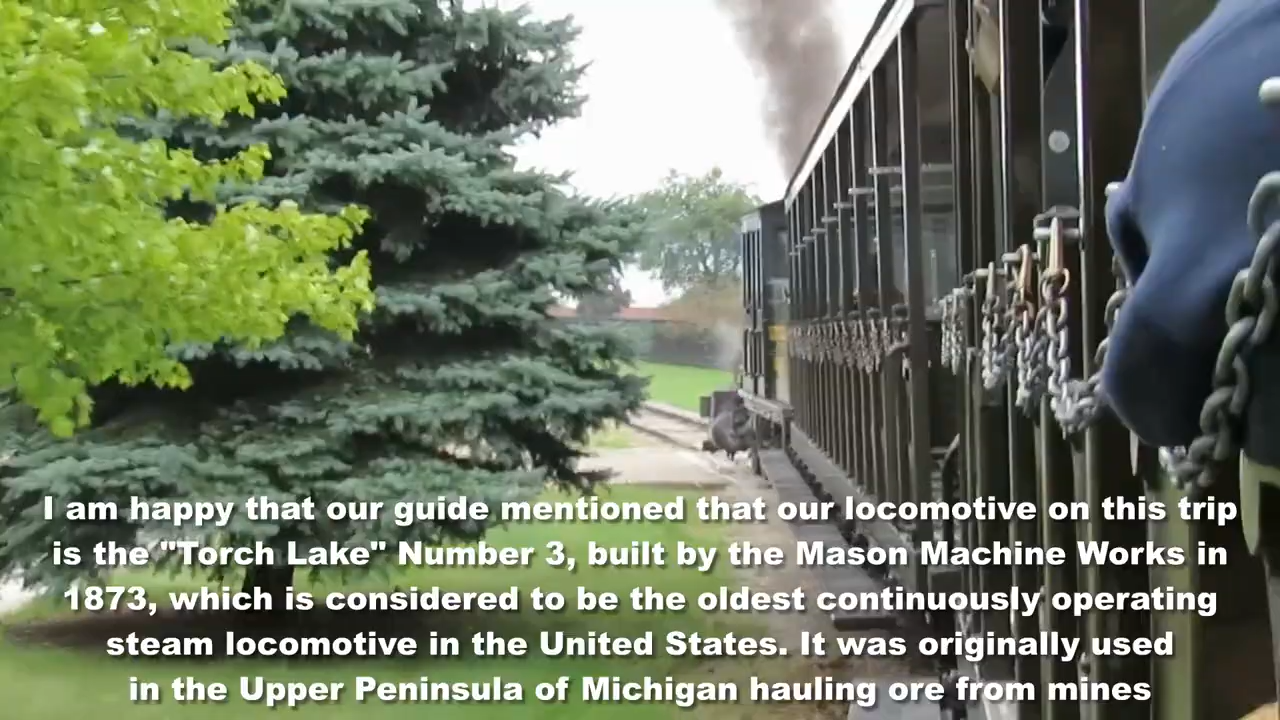 I am happy that our guide mentioned that our locomotive on this trip
is the "Torch Lake" Number 3, built by the Mason Machine Works in
1873, which is considered to be the oldest continuously operating
steam locomotive in the United States. It was originally used
in the Upper Peninsula of Michigan hauling ore from mines